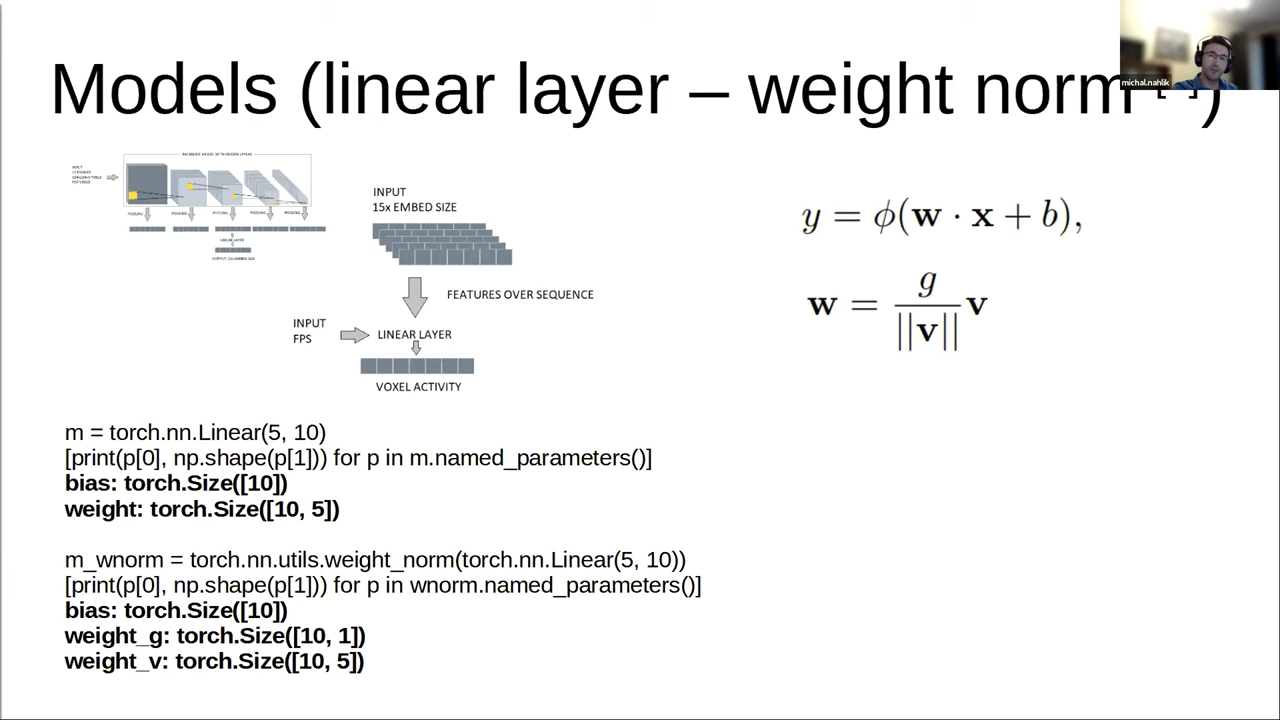 Models (linear layer – weight norm
michal.nahlik
INPUT
15x EMBED SIZE
FEATURES OVER SEQUENCE
INPUT
FPS
LINEAR LAYER
VOXEL ACTIVITY
y = ϕ(w · x + b),
w = g / ||v|| v
m = torch.nn.Linear(5, 10)
[print(p[0], np.shape(p[1])) for p in m.named_parameters()]
bias: torch.Size([10])
weight: torch.Size([10, 5])
m_wnorm = torch.nn.utils.weight_norm(torch.nn.Linear(5, 10))
[print(p[0], np.shape(p[1])) for p in wnorm.named_parameters()]
bias: torch.Size([10])
weight_g: torch.Size([10, 1])
weight_v: torch.Size([10, 5])